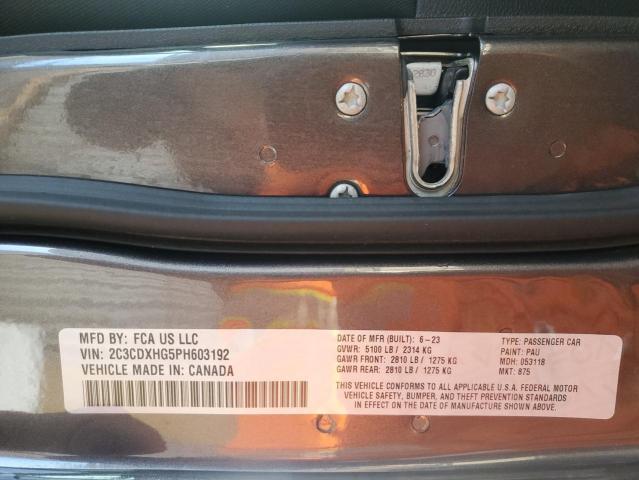 2830
MFD BY: FCA US LLC
VIN: 2C3CDXHG5PH603192
VEHICLE MADE IN: CANADA
DATE OF MFR (BUILT): 6-23
GVWR: 5100 LB / 2314 KG
GAWR FRONT: 2810 LB / 1275 KG
GAWR REAR: 2810 LB / 1275 KG
TYPE: PASSENGER CAR
PAINT: PAU
MDH: 053118
MKT: 875
THIS VEHICLE CONFORMS TO ALL APPLICABLE U.S.A. FEDERAL MOTOR
VEHICLE SAFETY, BUMPER, AND THEFT PREVENTION STANDARDS
IN EFFECT ON THE DATE OF MANUFACTURE SHOWN ABOVE.